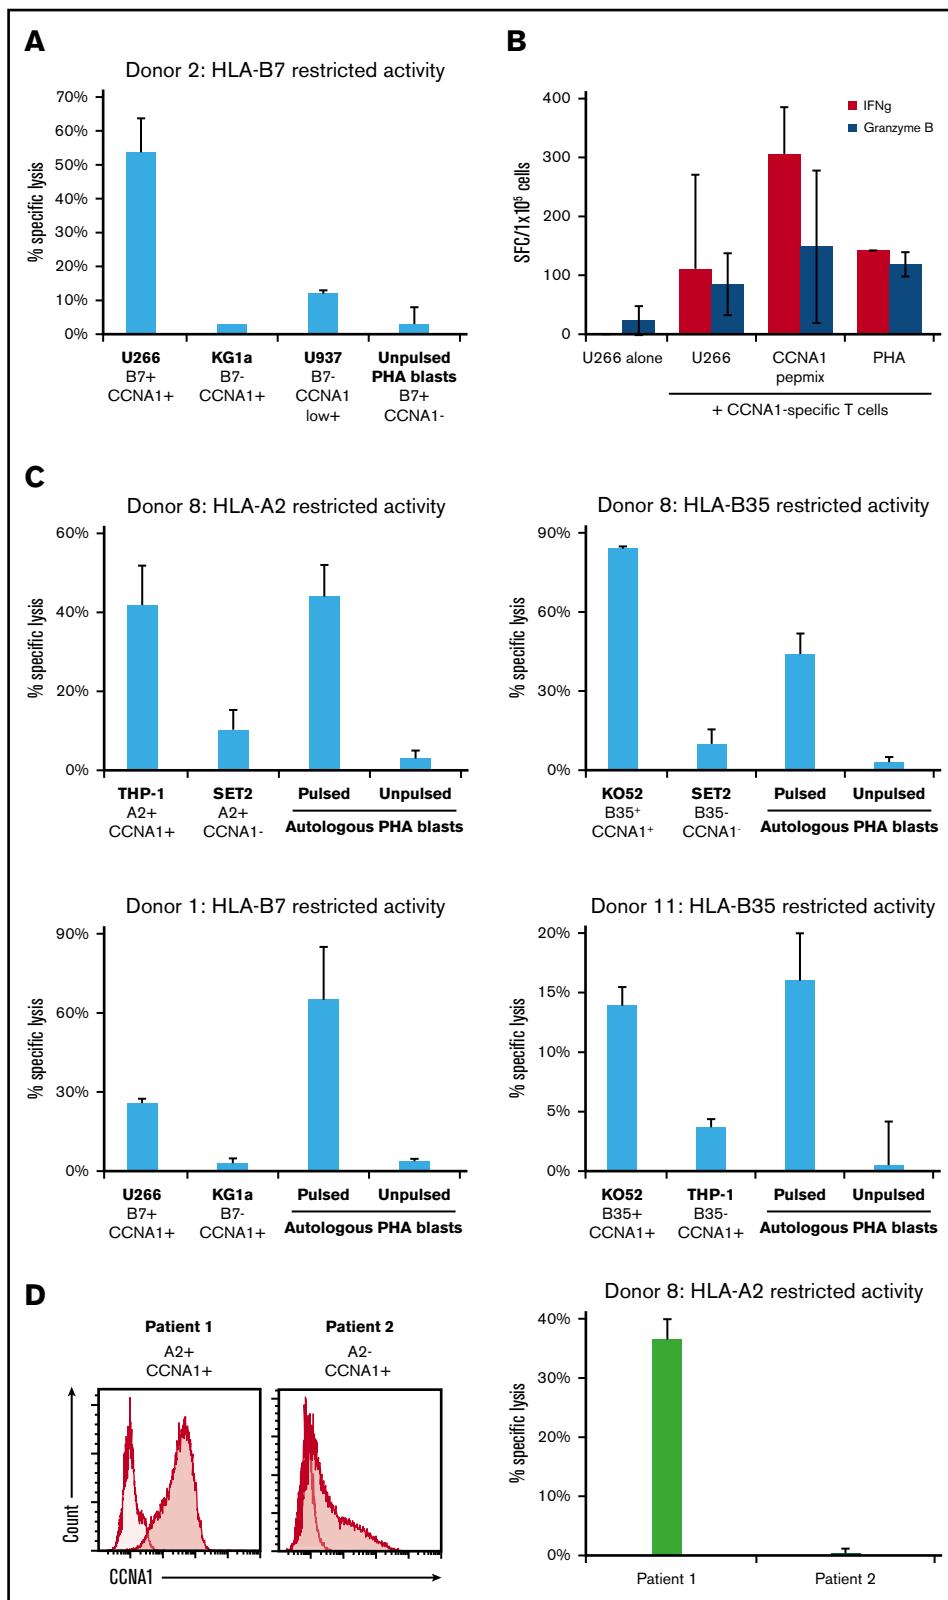 A
Donor 2: HLA-B7 restricted activity
% specific lysis
70%
60%
50%
40%
30%
20%
10%
0%
U266 KG1a U937 Unpulsed
B7+ B7- B7- PHA blasts
CCNA1+ CCNA1+ CCNA1 B7+
low+ CCNA1-
B
IFNg
Granzyme B
SFC/1x10⁵ cells
400
300
200
100
0
U266 alone U266 CCNA1 PHA
pepmix
+ CCNA1-specific T cells
C
Donor 8: HLA-A2 restricted activity
% specific lysis
60%
40%
20%
0%
THP-1 SET2 Pulsed Unpulsed
A2+ A2+ Autologous PHA blasts
CCNA1+ CCNA1-
Donor 8: HLA-B35 restricted activity
% specific lysis
90%
60%
30%
0%
KO52 SET2 Pulsed Unpulsed
B35⁺ B35- Autologous PHA blasts
CCNA1⁺ CCNA1⁻
Donor 1: HLA-B7 restricted activity
% specific lysis
90%
60%
30%
0%
U266 KG1a Pulsed Unpulsed
B7+ B7- Autologous PHA blasts
CCNA1+ CCNA1+
Donor 11: HLA-B35 restricted activity
% specific lysis
20%
15%
10%
5%
0%
KO52 THP-1 Pulsed Unpulsed
B35+ B35- Autologous PHA blasts
CCNA1+ CCNA1+
D
Patient 1 Patient 2
A2+ A2-
CCNA1+ CCNA1+
Count
CCNA1
Donor 8: HLA-A2 restricted activity
% specific lysis
40%
30%
20%
10%
0%
Patient 1 Patient 2